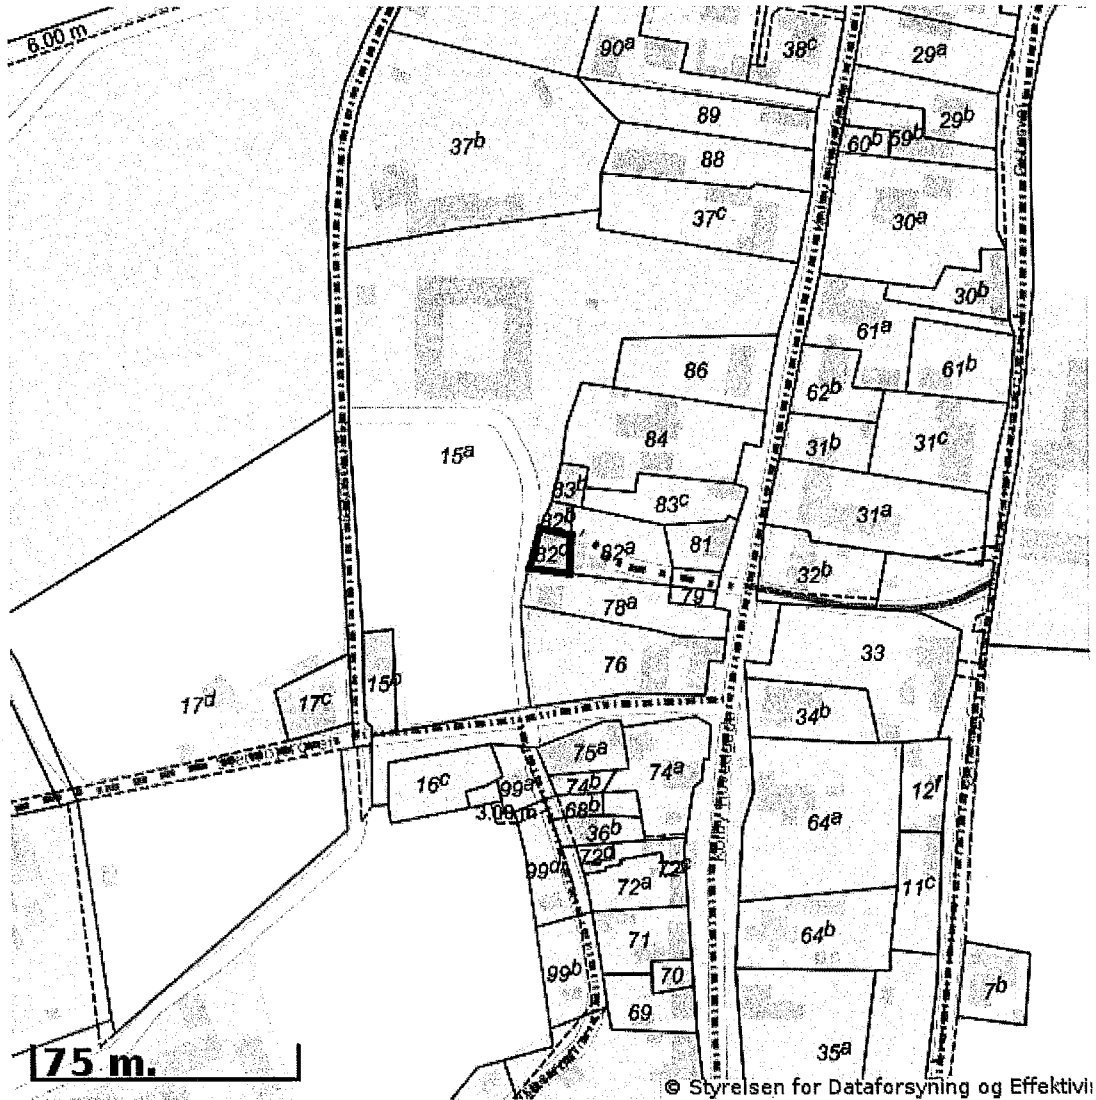 6.00 m
90a
38c
29a
89
29b
37b
60b
59b
88
37c
30a
30b
61a
86
61b
62b
84
15a
31b
31c
83b
83c
31a
82b
82a
81
82c
32b
79
78a
33
76
15b
17d
17c
34b
75a
74a
16c
99a
74b
12f
3.00 m
68b
64a
36b
72d
99d
72c
72a
11c
71
64b
99b
70
7b
69
35a
75 m.
© Styrelsen for Dataforsyning og Effektivi